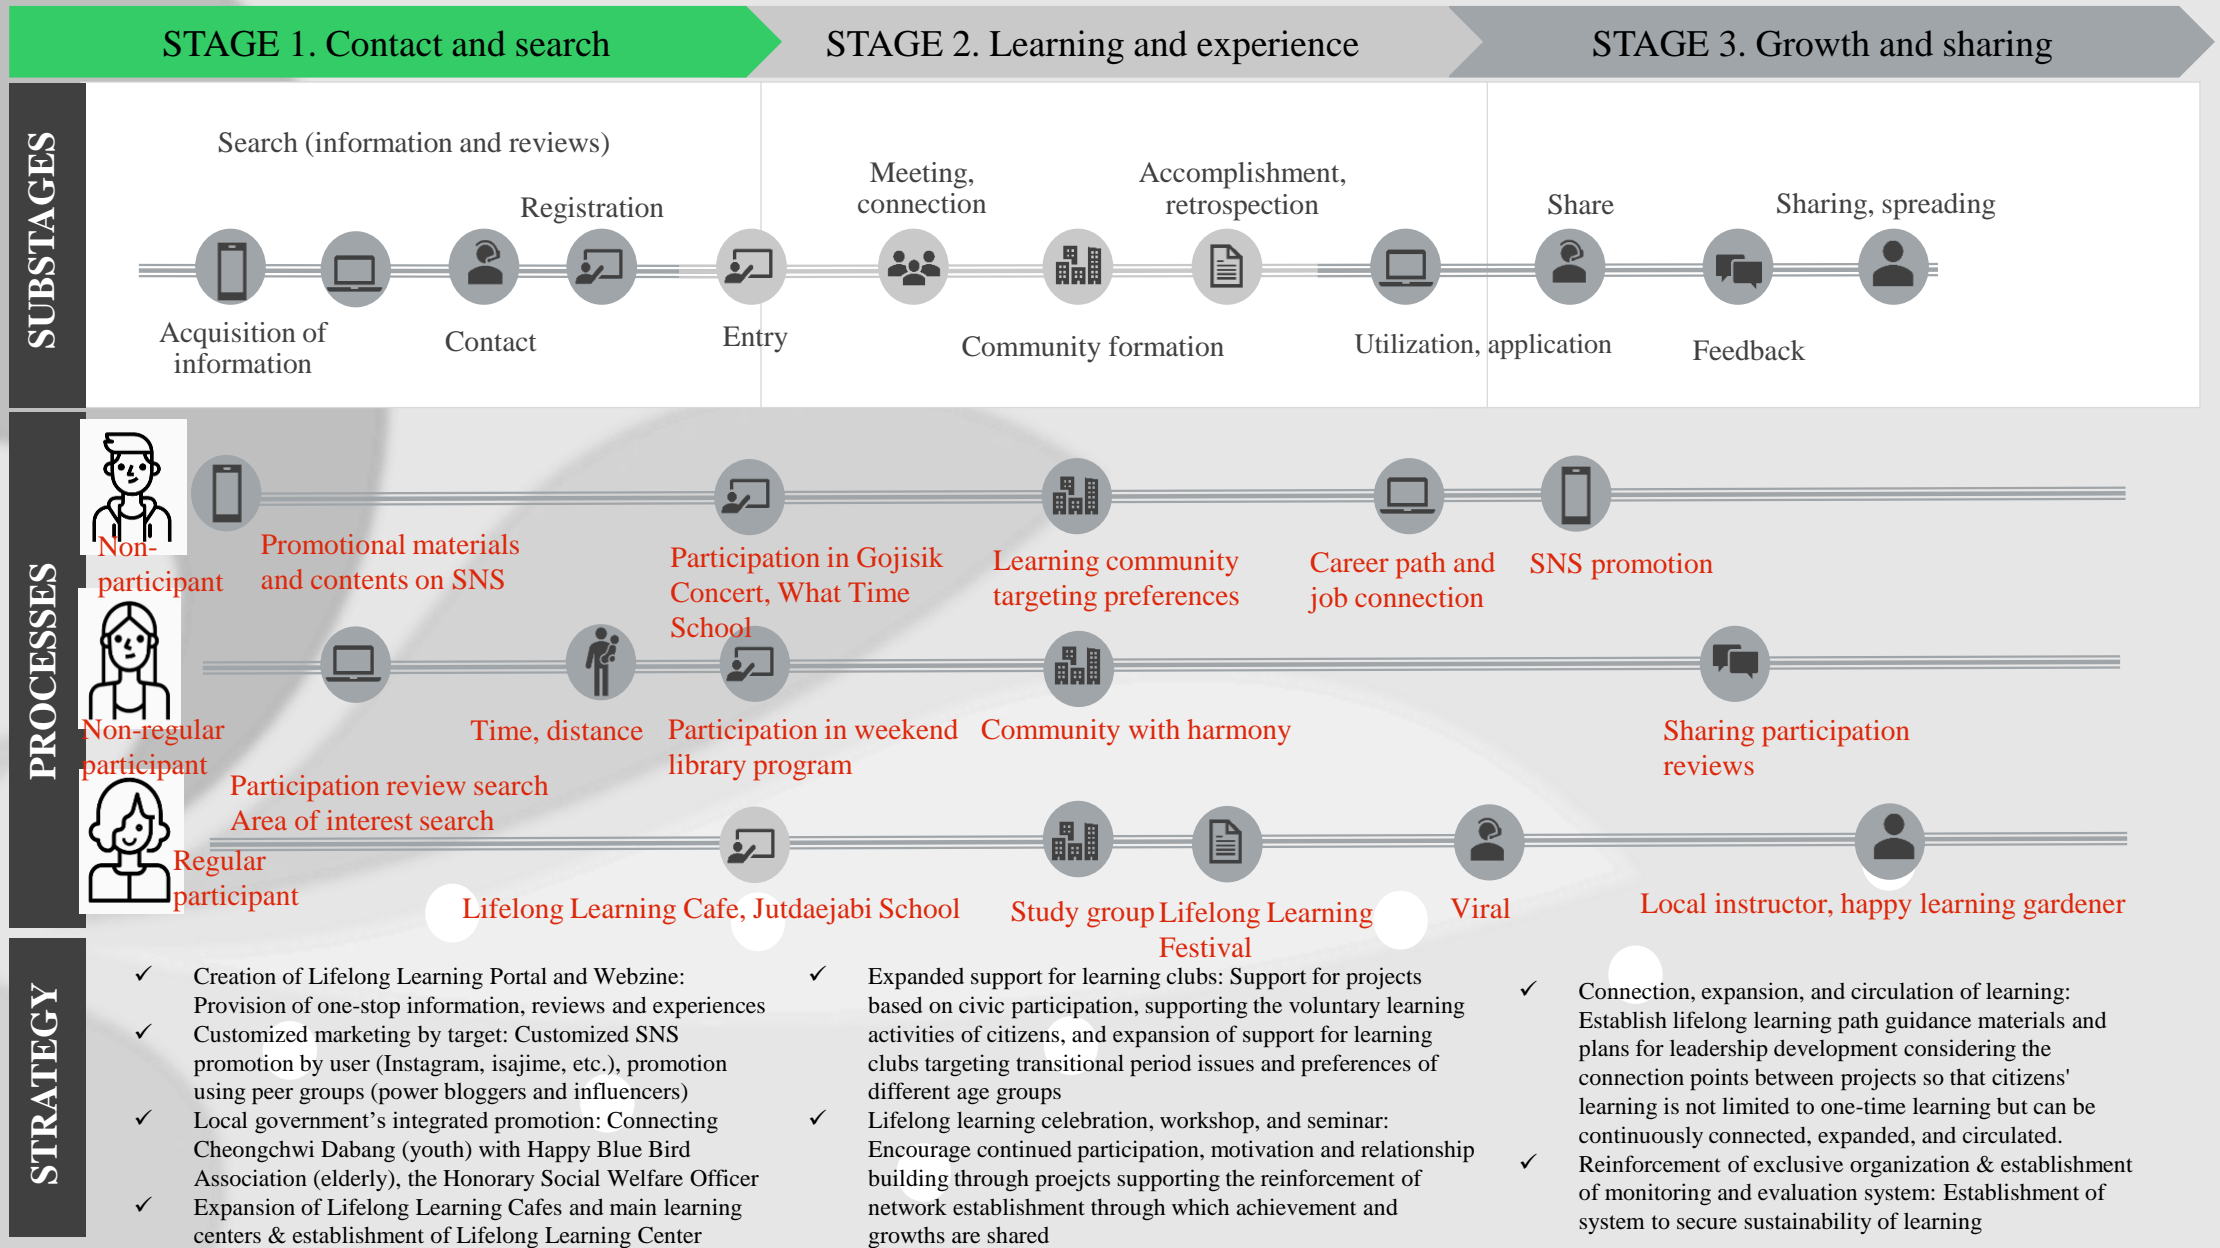 STAGE 1. Contact and search
STAGE 2. Learning and experience
STAGE 3. Growth and sharing
SUBSTAGES
Search (information and reviews)
Registration
Meeting,
connection
Accomplishment,
retrospection
Share
Sharing, spreading
Acquisition of
information
Contact
Entry
Community formation
Utilization, application
Feedback
PROCESSES
Non-
participant
Promotional materials
and contents on SNS
Participation in Gojisik
Concert, What Time
School
Learning community
targeting preferences
Career path and
job connection
SNS promotion
Non-regular
participant
Time, distance
Participation in weekend
library program
Community with harmony
Sharing participation
reviews
Participation review search
Area of interest search
Regular
participant
Lifelong Learning Cafe, Jutdaejabi School
Study group
Lifelong Learning
Festival
Viral
Local instructor, happy learning gardener
STRATEGY
✓ Creation of Lifelong Learning Portal and Webzine:
Provision of one-stop information, reviews and experiences
✓ Customized marketing by target: Customized SNS
promotion by user (Instagram, isajime, etc.), promotion
using peer groups (power bloggers and influencers)
✓ Local government’s integrated promotion: Connecting
Cheongchwi Dabang (youth) with Happy Blue Bird
Association (elderly), the Honorary Social Welfare Officer
✓ Expansion of Lifelong Learning Cafes and main learning
centers & establishment of Lifelong Learning Center
✓ Expanded support for learning clubs: Support for projects
based on civic participation, supporting the voluntary learning
activities of citizens, and expansion of support for learning
clubs targeting transitional period issues and preferences of
different age groups
✓ Lifelong learning celebration, workshop, and seminar:
Encourage continued participation, motivation and relationship
building through proejcts supporting the reinforcement of
network establishment through which achievement and
growths are shared
✓ Connection, expansion, and circulation of learning:
Establish lifelong learning path guidance materials and
plans for leadership development considering the
connection points between projects so that citizens'
learning is not limited to one-time learning but can be
continuously connected, expanded, and circulated.
✓ Reinforcement of exclusive organization & establishment
of monitoring and evaluation system: Establishment of
system to secure sustainability of learning